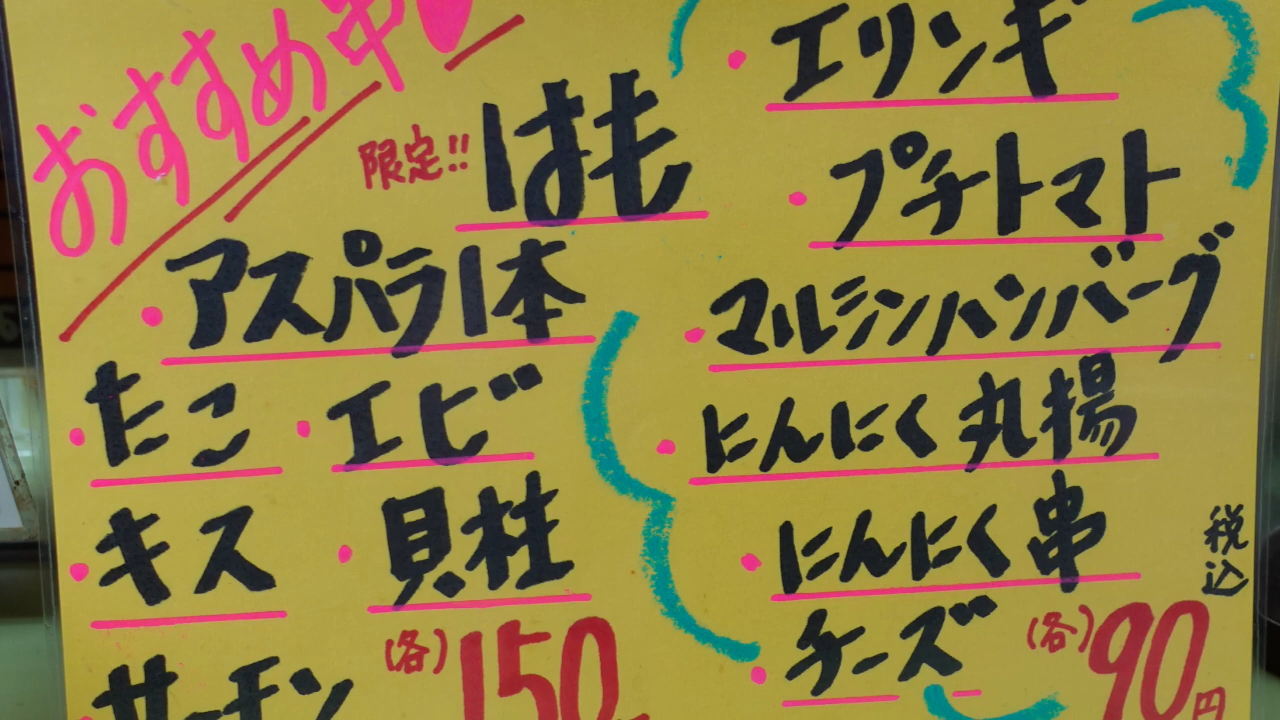 おすすめ串
限定!! はも
・アスパラ1本
・たこ ・エビ
・キス ・貝柱
サーモン (各)150
・エリンギ
・プチトマト
・マルシンハンバーグ
・にんにく丸揚
・にんにく串
・チーズ (各)90円
税込